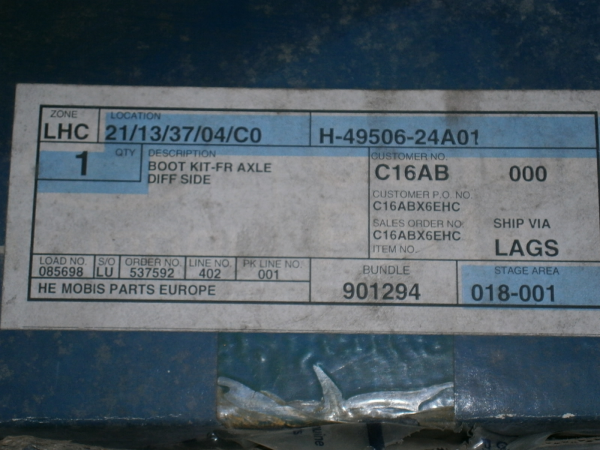 ZONE LOCATION
LHC 21/13/37/04/C0 H-49506-24A01
1 QTY DESCRIPTION CUSTOMER NO.
BOOT KIT-FR AXLE C16AB 000
DIFF SIDE
CUSTOMER P.O. NO.
C16ABX6EHC
SALES ORDER NO. SHIP VIA
C16ABX6EHC
ITEM NO. LAGS
LOAD NO. S/O ORDER NO. LINE NO. PK LINE NO. BUNDLE STAGE AREA
085698 LU 537592 402 001 901294 018-001
HE MOBIS PARTS EUROPE